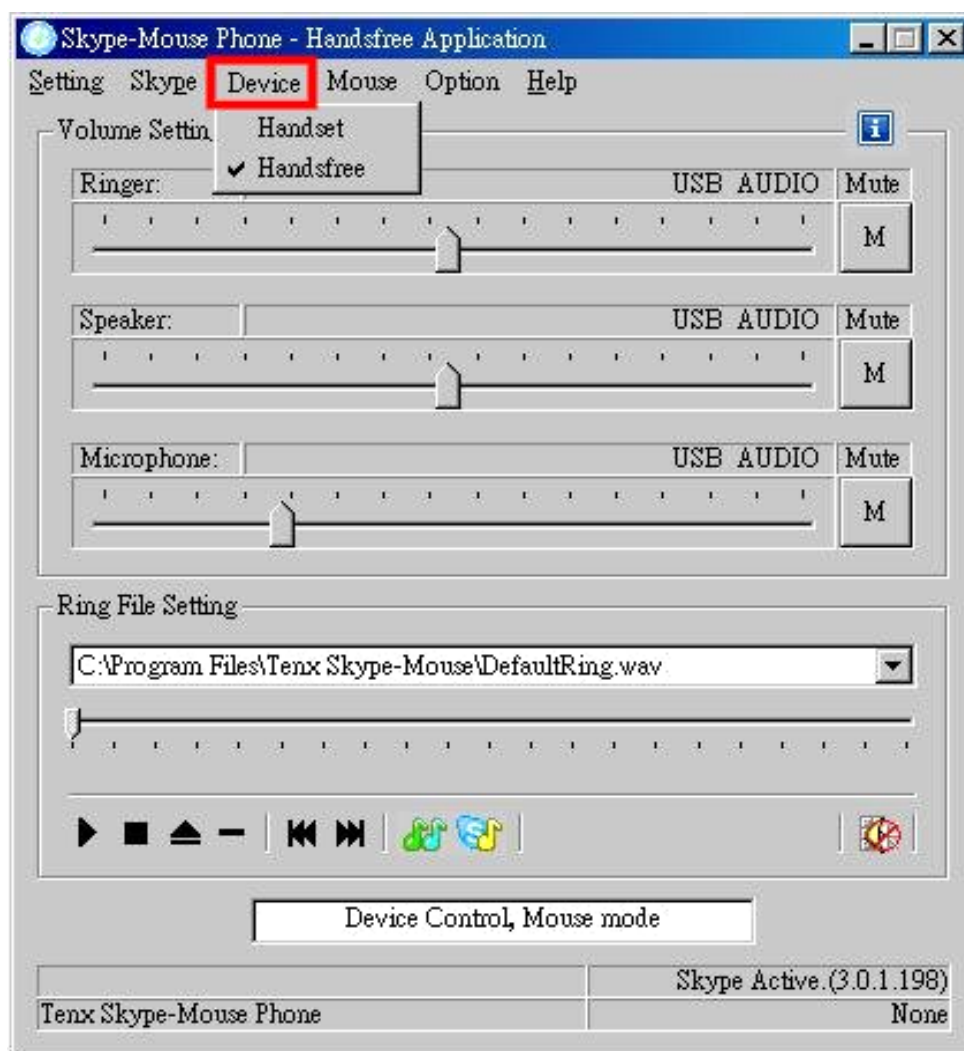 Skype-Mouse Phone - Handsfree Application
Setting Skype Device Mouse Option Help
Volume Settin
Handset
Handsfree
Ringer: USB AUDIO Mute
M
Speaker: USB AUDIO Mute
M
Microphone: USB AUDIO Mute
M
Ring File Setting
C:\Program Files\Tenx Skype-Mouse\DefaultRing.wav
Device Control, Mouse mode
Skype Active.(3.0.1.198)
Tenx Skype-Mouse Phone None